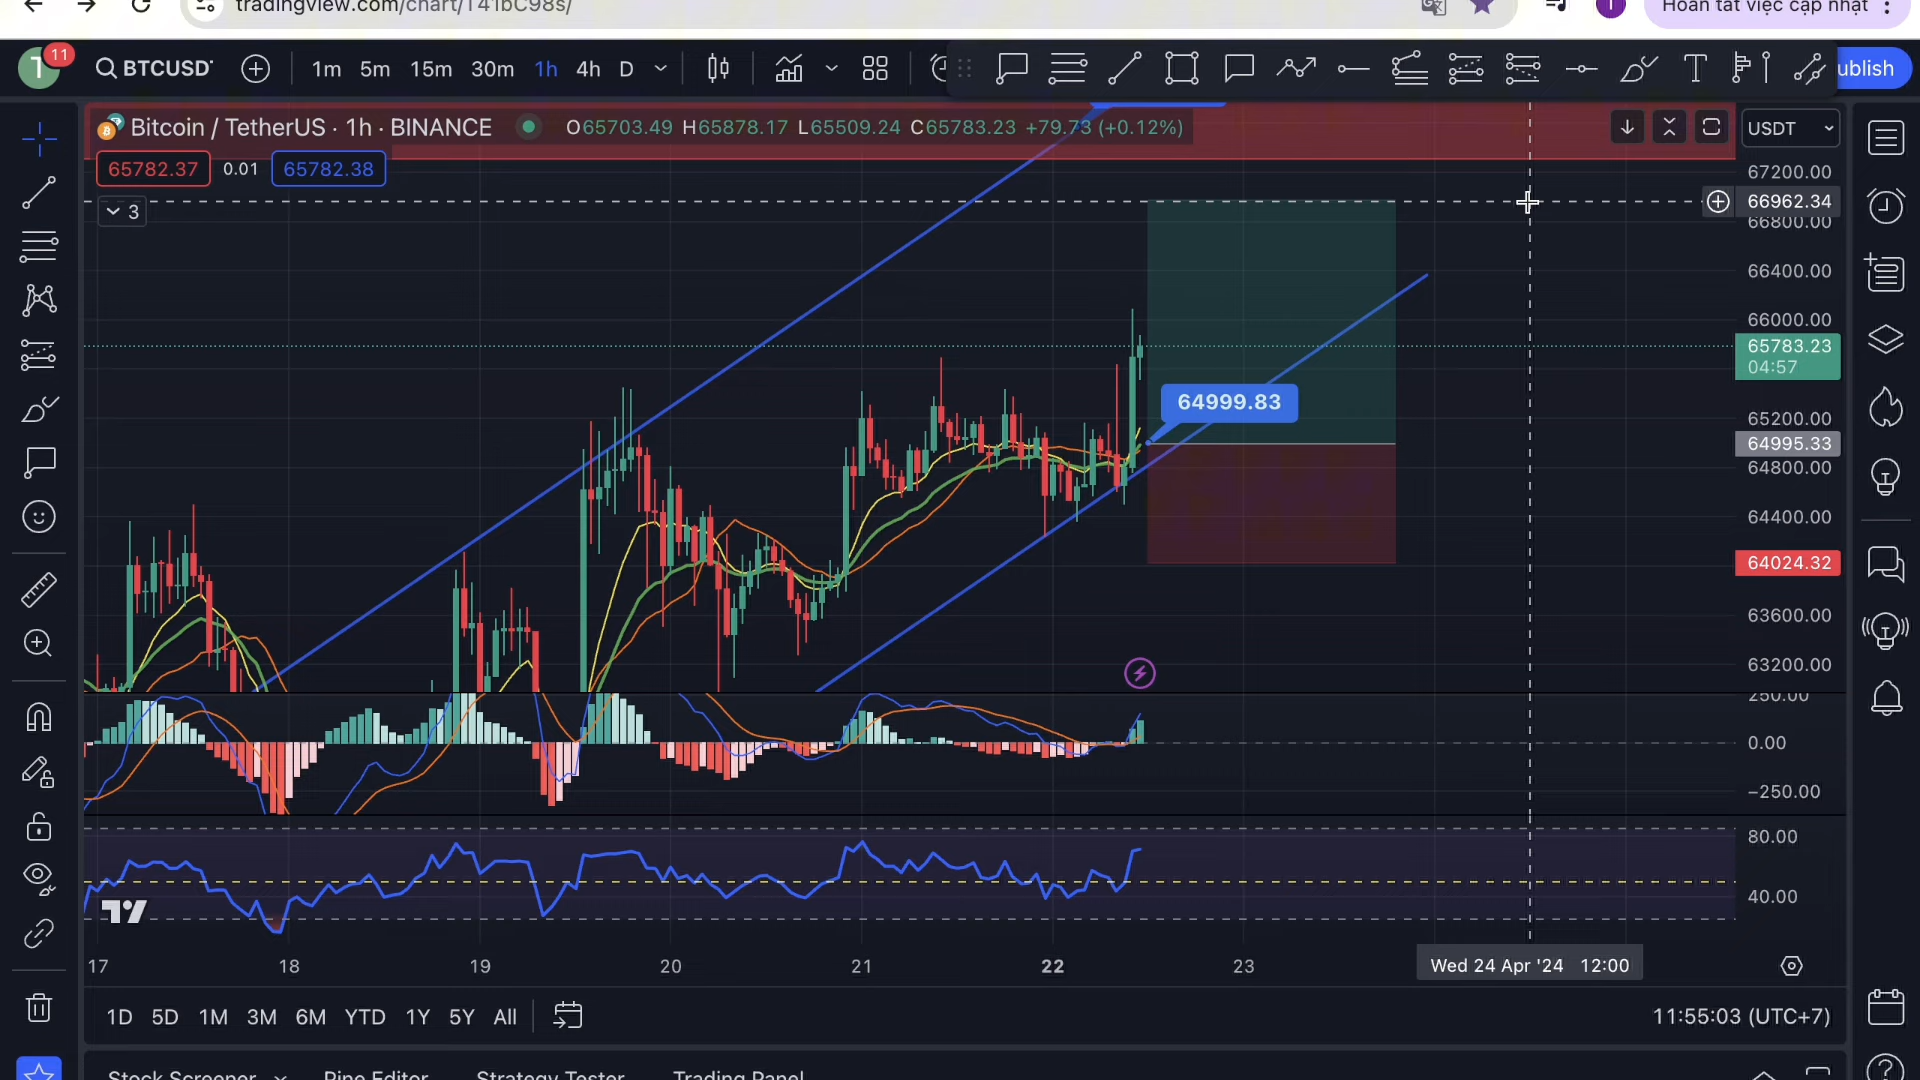 tradingview.com/chart/T41bC98s/
Hoàn tất việc cập nhật
T 11 BTCUSDT 1m 5m 15m 30m 1h 4h D T ublish
Bitcoin / TetherUS · 1h · BINANCE O65703.49 H65878.17 L65509.24 C65783.23 +79.73 (+0.12%)
USDT
65782.37 0.01 65782.38
3
67200.00
66962.34
66800.00
66400.00
66000.00
65783.23
04:57
64999.83
65200.00
64995.33
64800.00
64400.00
64024.32
63600.00
63200.00
250.00
0.00
−250.00
80.00
40.00
17 18 19 20 21 22 23 Wed 24 Apr '24 12:00
1D 5D 1M 3M 6M YTD 1Y 5Y All 11:55:03 (UTC+7)
Stock Screener Pine Editor Strategy Tester Trading Panel